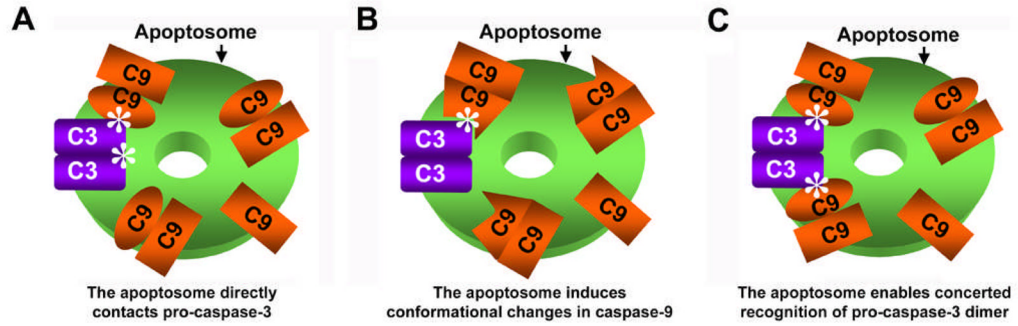 A
Apoptosome
C9
C9
C9
C9
C3
C3
C9
C9
C9
The apoptosome directly
contacts pro-caspase-3
B
Apoptosome
C9
C9
C9
C9
C3
C3
C9
C9
C9
The apoptosome induces
conformational changes in caspase-9
C
Apoptosome
C9
C9
C9
C9
C3
C3
C9
C9
C9
The apoptosome enables concerted
recognition of pro-caspase-3 dimer